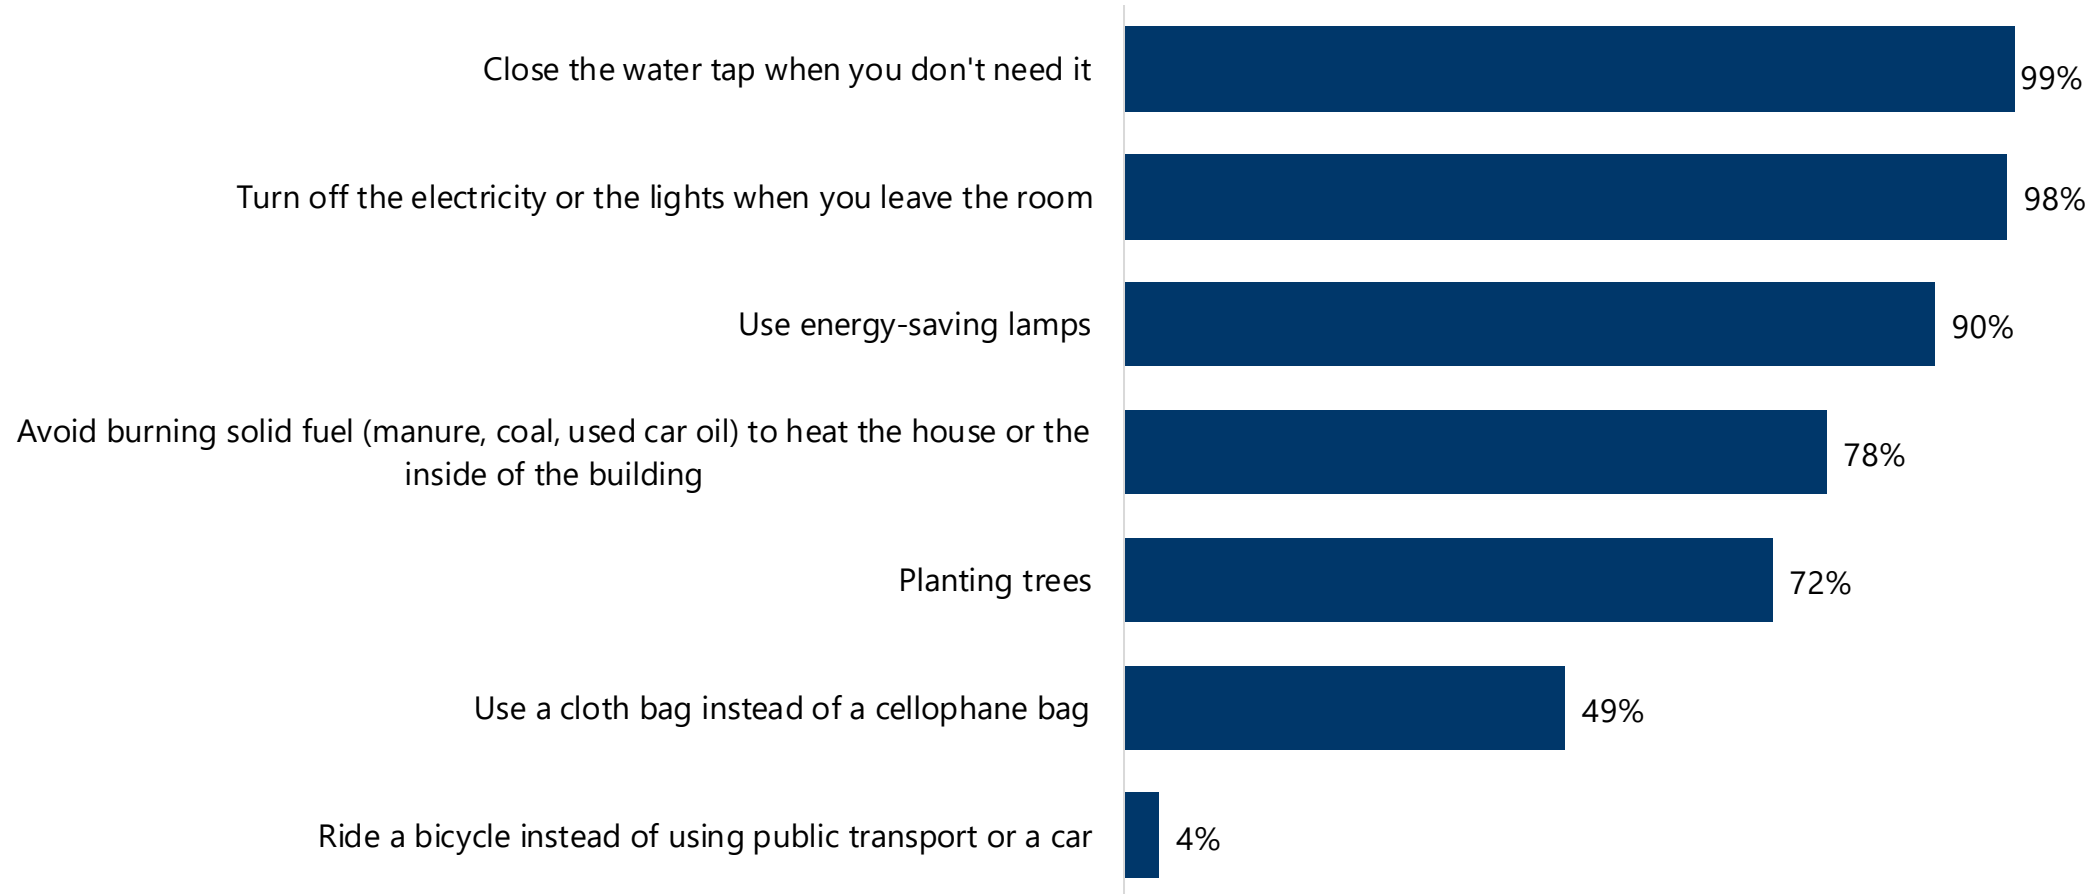 Close the water tap when you don't need it
99%
Turn off the electricity or the lights when you leave the room
98%
Use energy-saving lamps
90%
Avoid burning solid fuel (manure, coal, used car oil) to heat the house or the
inside of the building
78%
Planting trees
72%
Use a cloth bag instead of a cellophane bag
49%
Ride a bicycle instead of using public transport or a car
4%